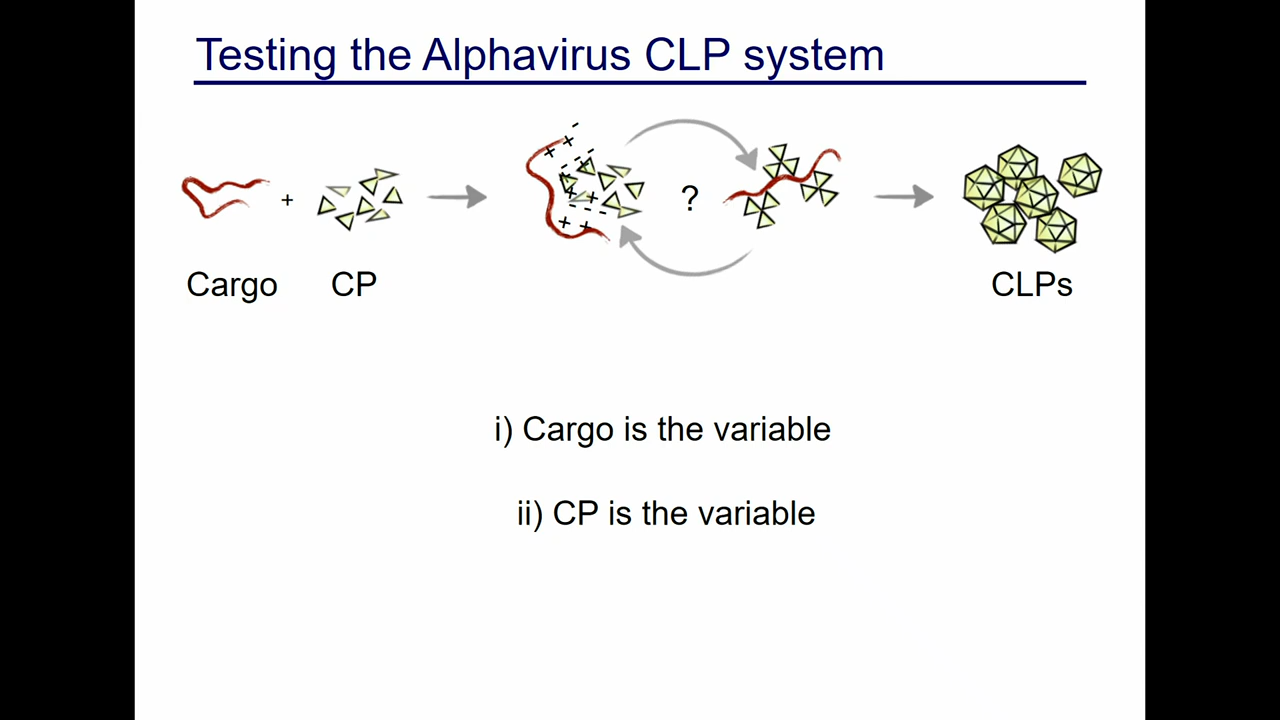 Testing the Alphavirus CLP system
+
?
Cargo
CP
CLPs
i) Cargo is the variable
ii) CP is the variable